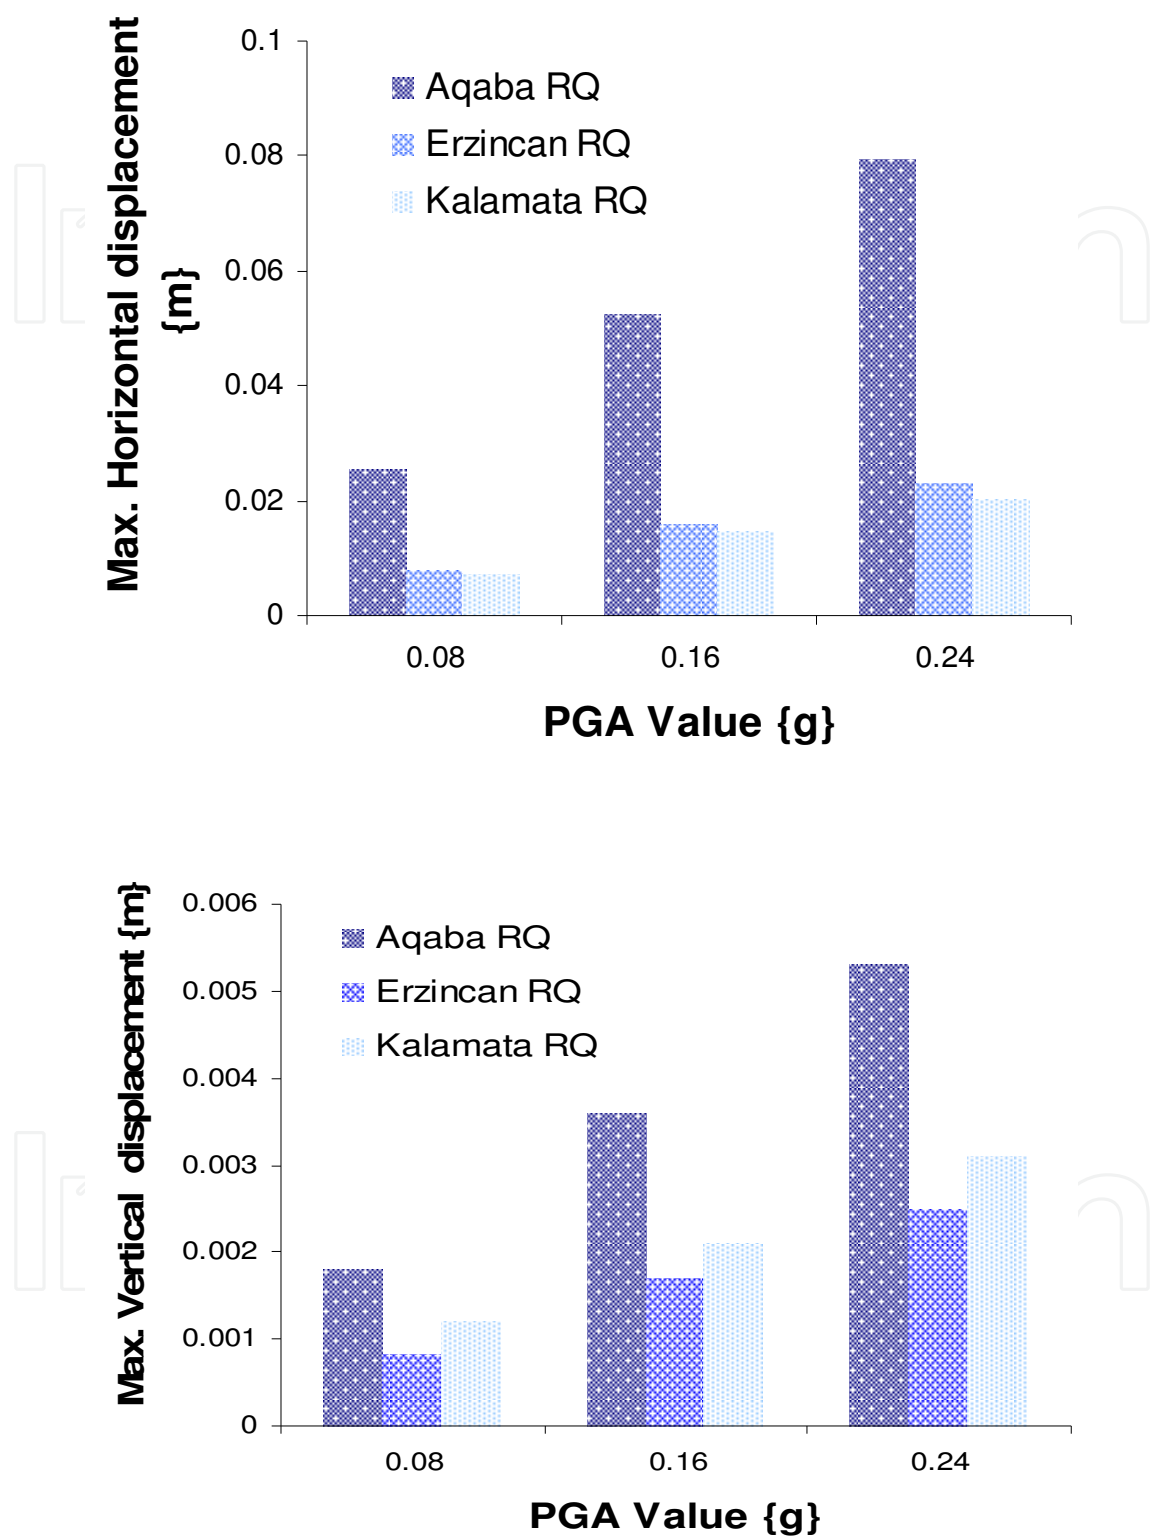 Max. Horizontal displacement
{m}
0.1
0.08
0.06
0.04
0.02
0
Aqaba RQ
Erzincan RQ
Kalamata RQ
0.08 0.16 0.24
PGA Value {g}
Max. Vertical displacement {m}
0.006
0.005
0.004
0.003
0.002
0.001
0
Aqaba RQ
Erzincan RQ
Kalamata RQ
0.08 0.16 0.24
PGA Value {g}